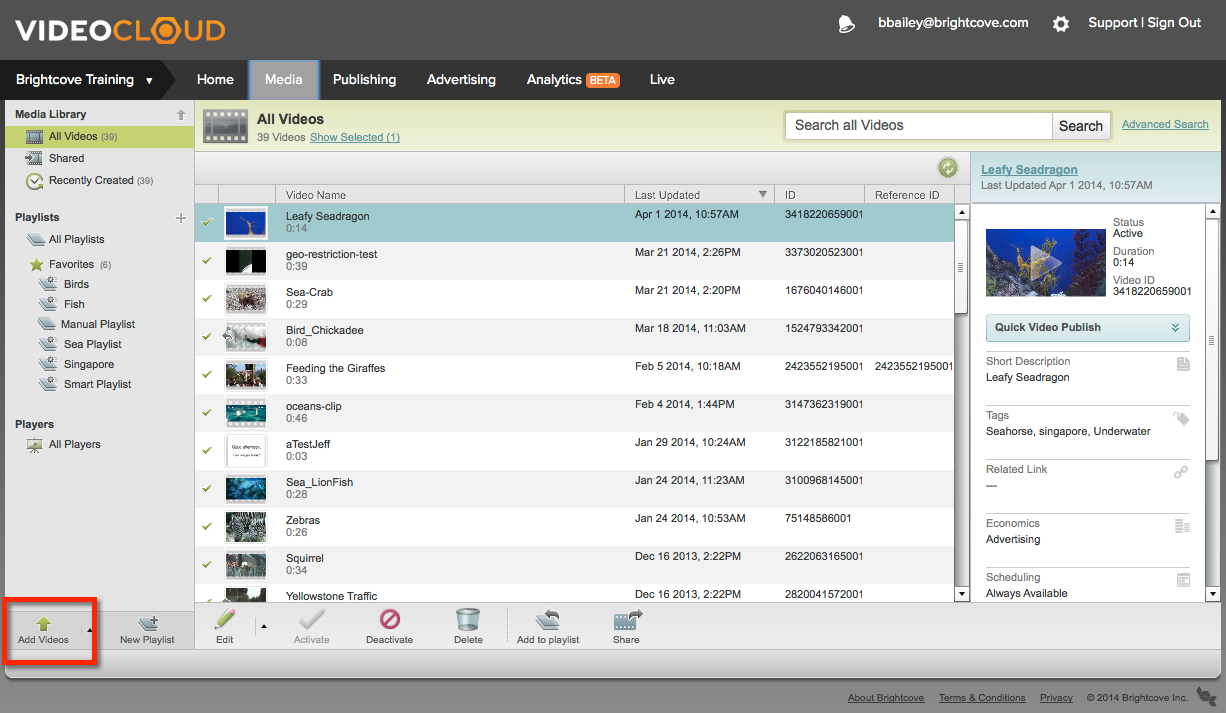 VIDEOCLOUD
bbailey@brightcove.com
Support | Sign Out
Brightcove Training
Home
Media
Publishing
Advertising
Analytics BETA
Live
Media Library
All Videos (39)
Shared
Recently Created (39)
Playlists
All Playlists
Favorites (6)
Birds
Fish
Manual Playlist
Sea Playlist
Singapore
Smart Playlist
Players
All Players
Add Videos
New Playlist
All Videos
39 Videos Show Selected (1)
Search all Videos
Search
Advanced Search
Video Name Last Updated ID Reference ID
Leafy Seadragon Apr 1 2014, 10:57AM 3418220659001
0:14
geo-restriction-test Mar 21 2014, 2:26PM 3373020523001
0:39
Sea-Crab Mar 21 2014, 2:20PM 1676040146001
0:29
Bird_Chickadee Mar 18 2014, 11:03AM 1524793342001
0:08
Feeding the Giraffes Feb 5 2014, 10:18AM 2423552195001 2423552195001
0:33
oceans-clip Feb 4 2014, 1:44PM 3147362319001
0:46
aTestJeff Jan 29 2014, 10:24AM 3122185821001
0:03
Sea_LionFish Jan 24 2014, 11:23AM 3100968145001
0:28
Zebras Jan 24 2014, 10:53AM 75148586001
0:26
Squirrel Dec 16 2013, 2:22PM 2622063165001
0:34
Yellowstone Traffic Dec 16 2013, 2:22PM 2820041572001
Edit
Activate
Deactivate
Delete
Add to playlist
Share
Leafy Seadragon
Last Updated Apr 1 2014, 10:57AM
Status
Active
Duration
0:14
Video ID
3418220659001
Quick Video Publish
Short Description
Leafy Seadragon
Tags
Seahorse, singapore, Underwater
Related Link
---
Economics
Advertising
Scheduling
Always Available
About Brightcove
Terms & Conditions
Privacy
© 2014 Brightcove Inc.